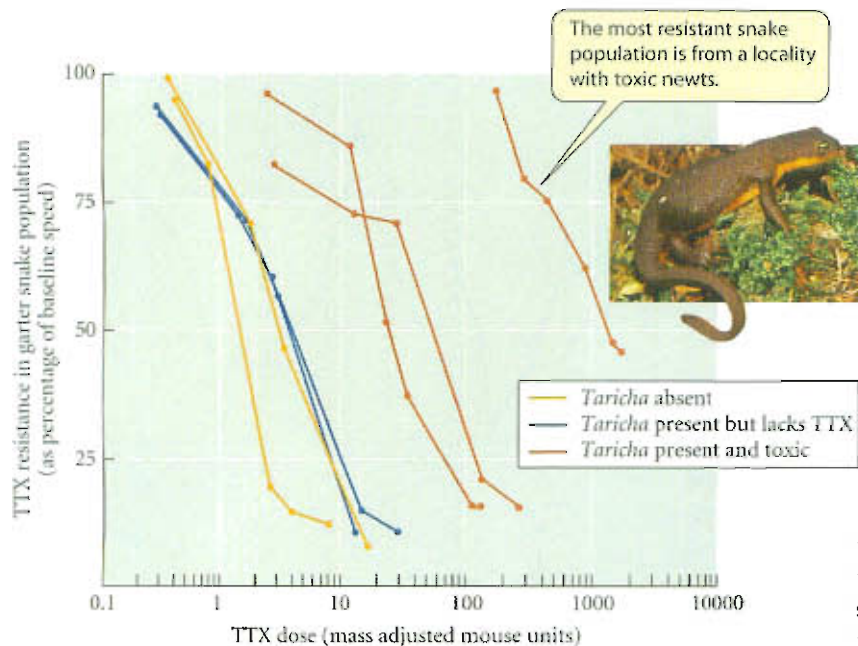 The most resistant snake
population is from a locality
with toxic newts.
100
75
50
25
TTX resistance in garter snake population
(as percentage of baseline speed)
Taricha absent
Taricha present but lacks TTX
Taricha present and toxic
0.1
1
10
100
1000
10000
TTX dose (mass adjusted mouse units)
s